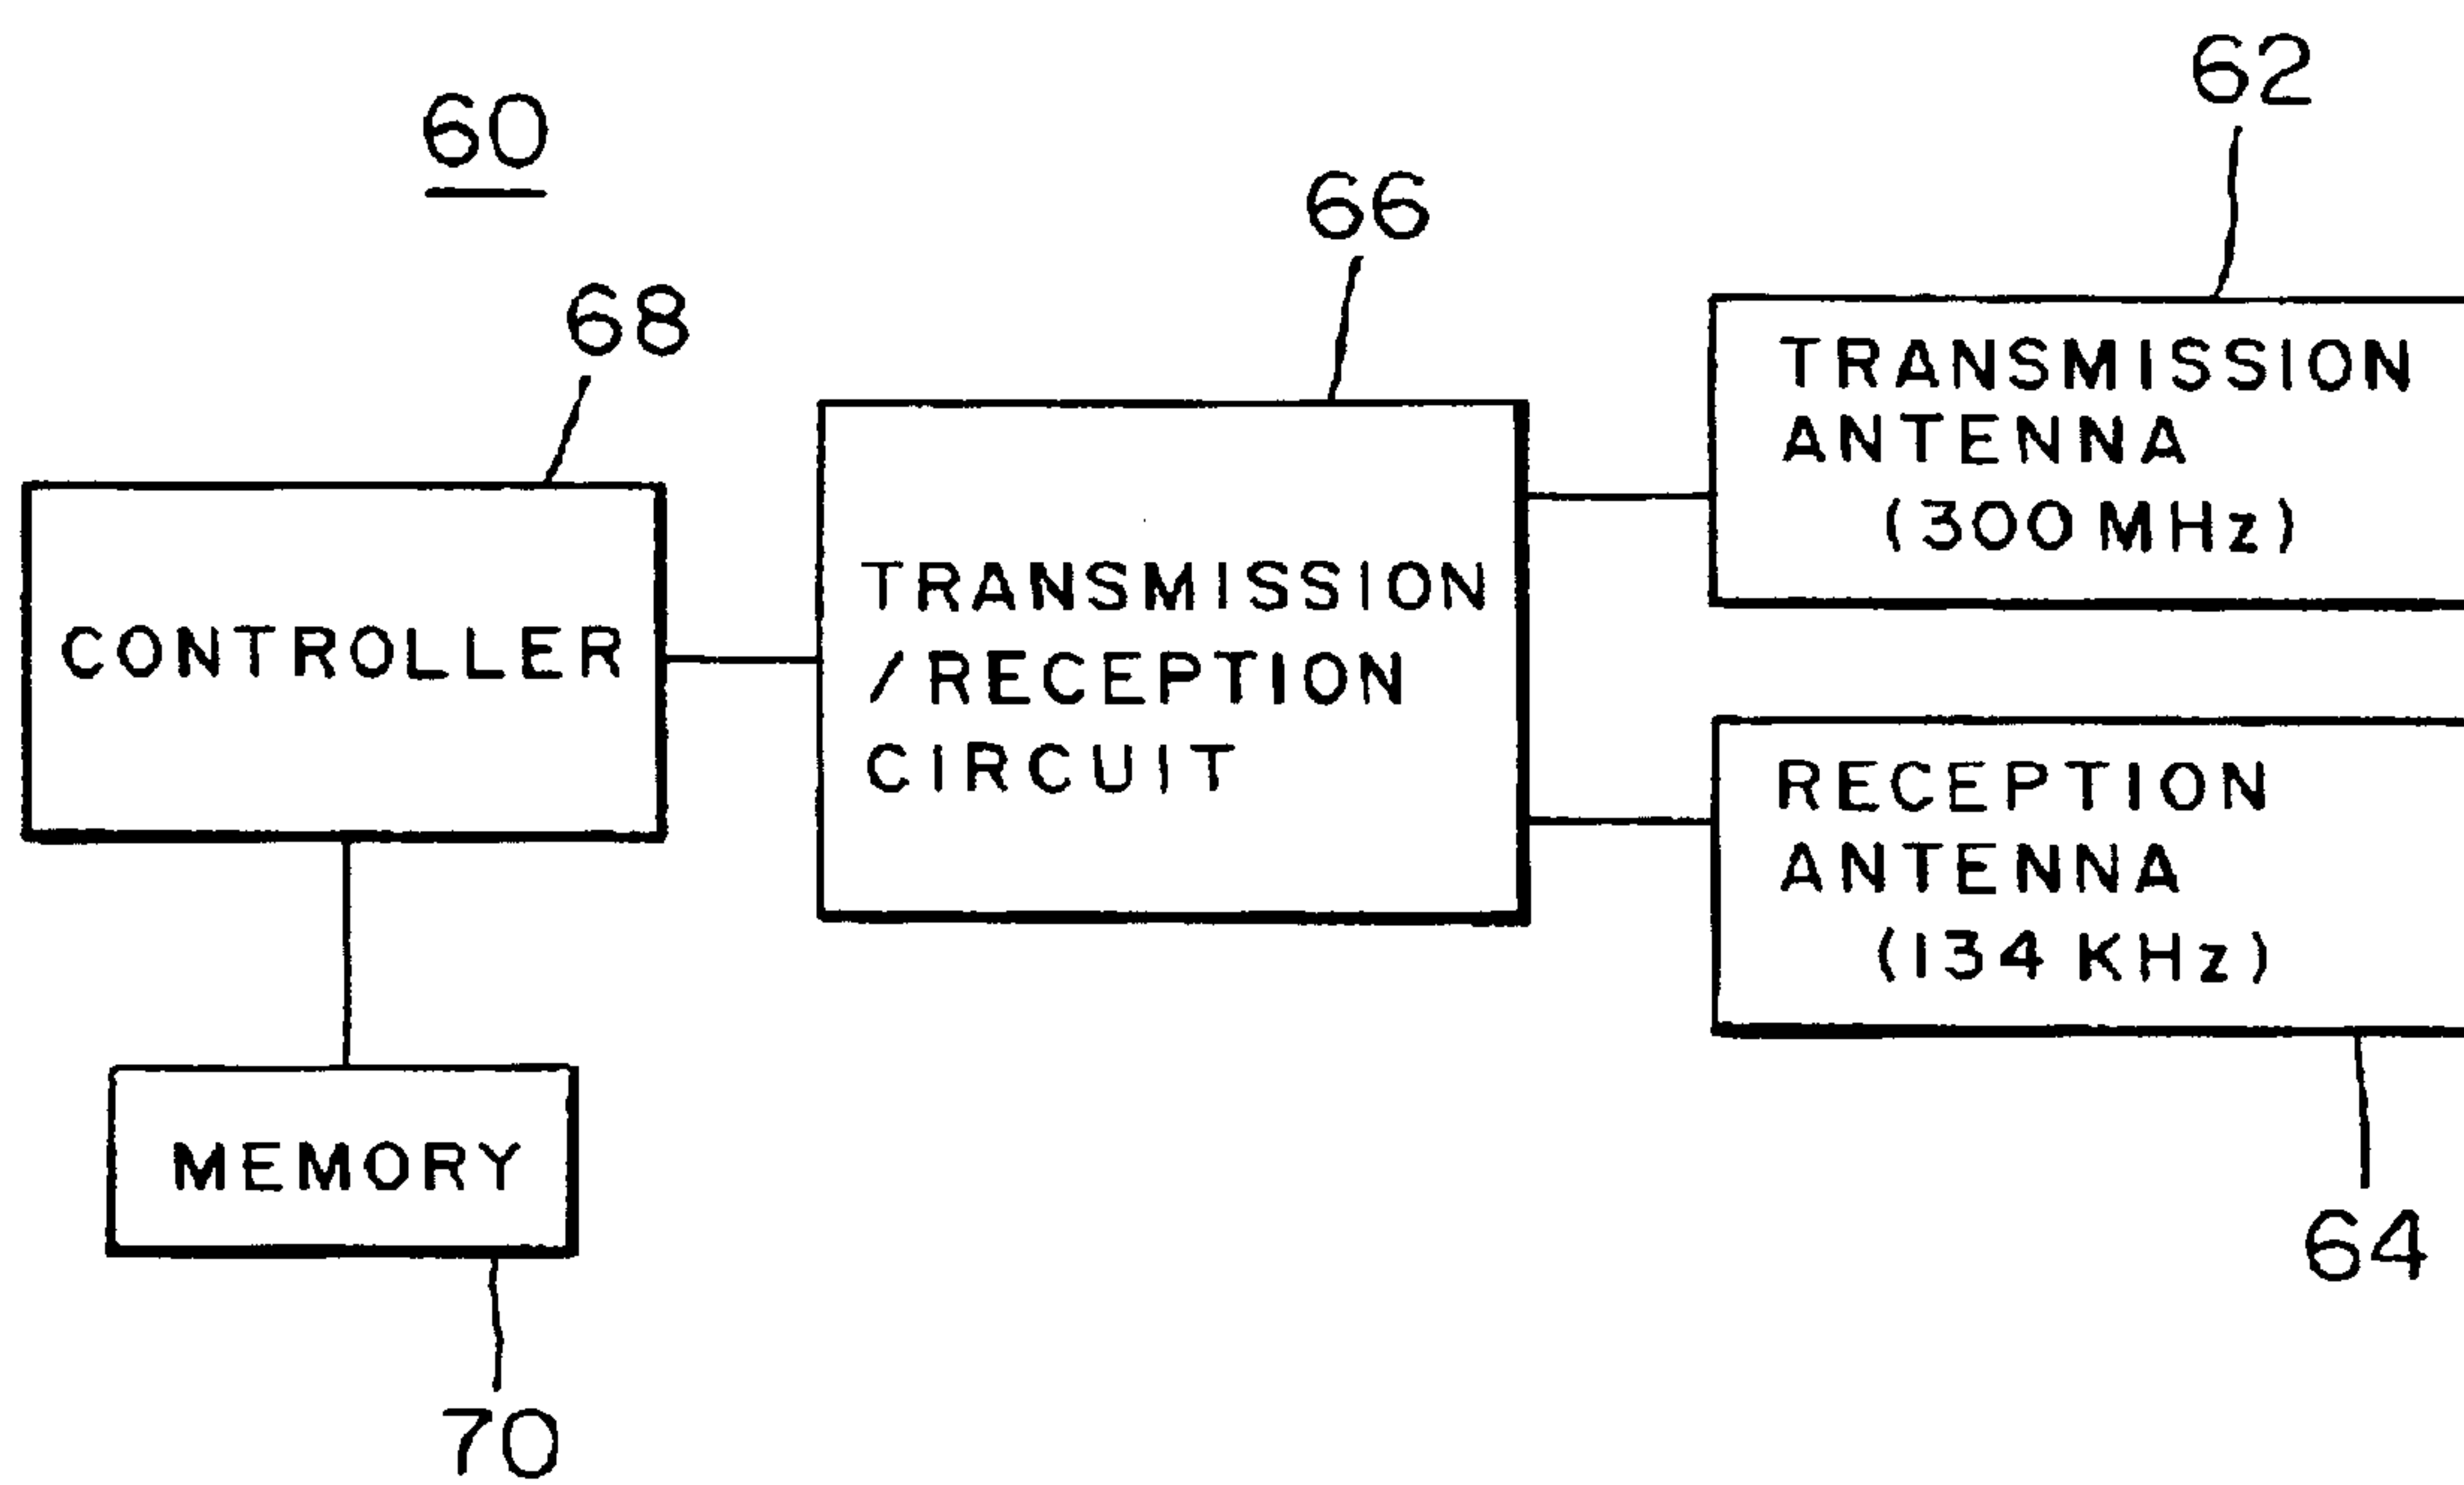 60
62
66
68
TRANSMISSION
ANTENNA
(300 MHz)
TRANSMISSION
/RECEPTION
CIRCUIT
CONTROLLER
RECEPTION
ANTENNA
(134 KHz)
MEMORY
64
70